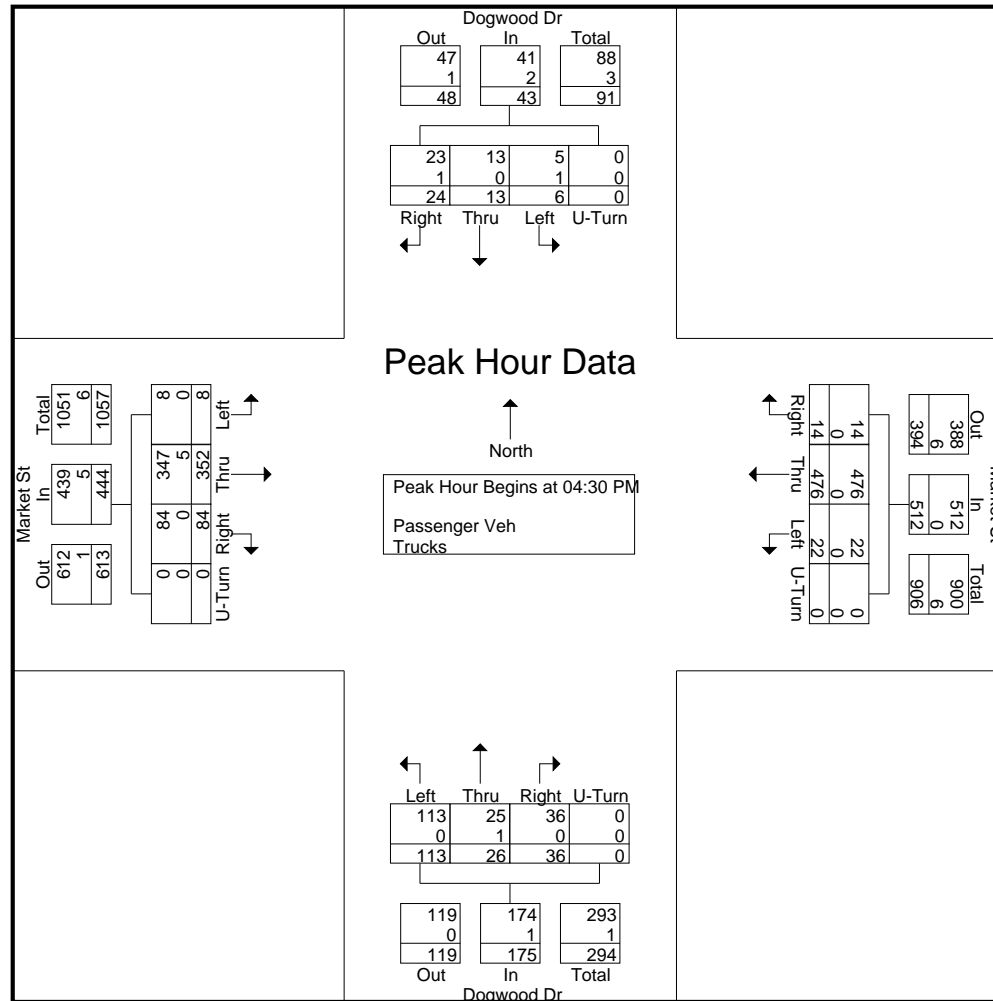 Dogwood Dr
Out In Total
47 41 88
1 2 3
48 43 91
23 13 5 0
1 0 1 0
24 13 6 0
Right Thru Left U-Turn
Peak Hour Data
North
Peak Hour Begins at 04:30 PM
Passenger Veh
Trucks
Market St
Out In Total
612 439 1051
1 5 6
613 444 1057
U-Turn Right Thru Left
0 84 347 8
0 0 5 0
0 84 352 8
Market St
Out In Total
388 512 900
6 0 6
394 512 906
14 476 22 0
0 0 0 0
14 476 22 0
Right Thru Left U-Turn
Left Thru Right U-Turn
113 25 36 0
0 1 0 0
113 26 36 0
119 174 293
0 1 1
119 175 294
Out In Total
Dogwood Dr